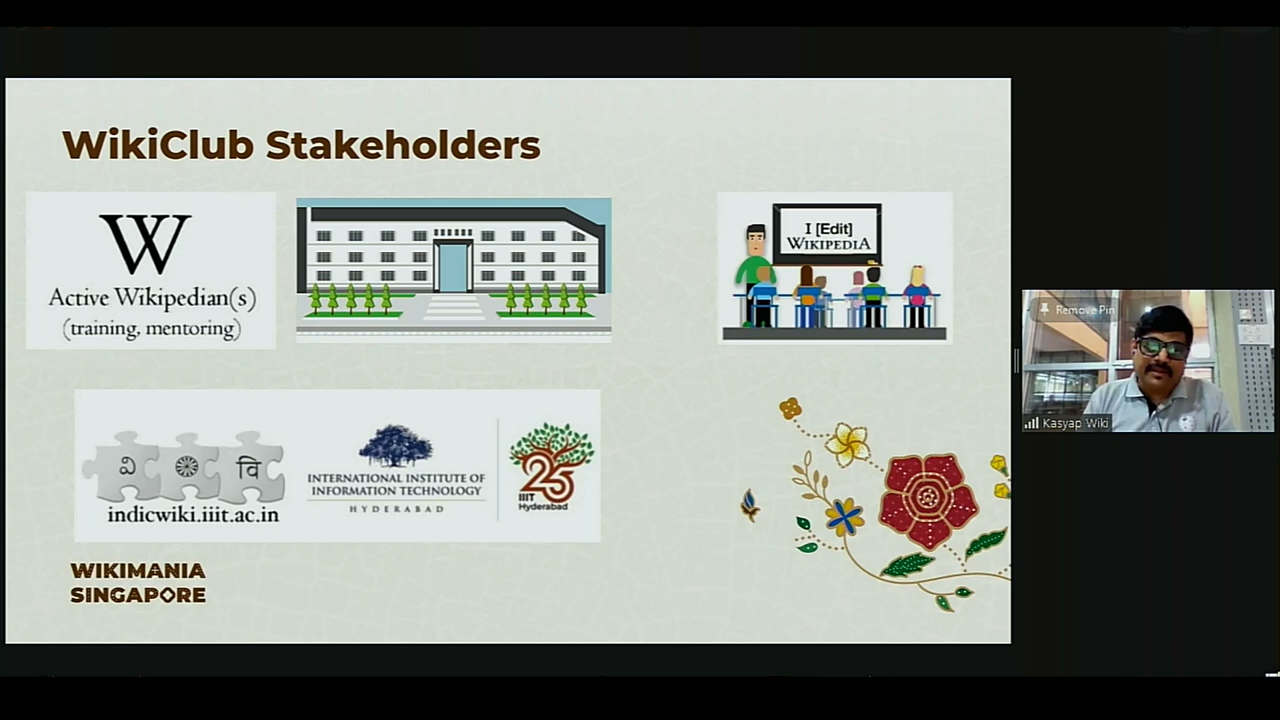 WikiClub Stakeholders
W
Active Wikipedian(s)
(training, mentoring)
I [Edit]
WIKIPEDIA
వి
वि
indicwiki.iiit.ac.in
INTERNATIONAL INSTITUTE OF
INFORMATION TECHNOLOGY
HYDERABAD
25
IIIT
Hyderabad
WIKIMANIA
SINGAPORE
Remove Pin
Kasyap Wiki